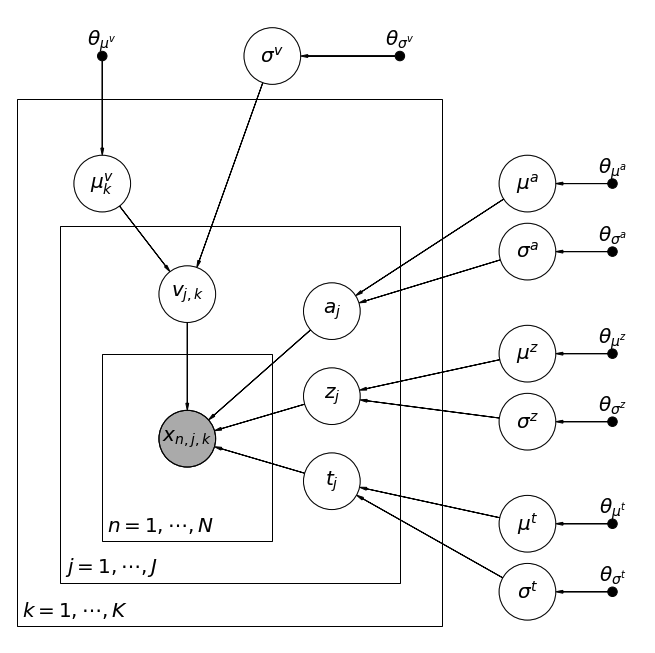 θ_{μ^v}
σ^v
θ_{σ^v}
μ^v_k
μ^a
θ_{μ^a}
σ^a
θ_{σ^a}
v_{j,k}
a_j
μ^z
θ_{μ^z}
z_j
σ^z
θ_{σ^z}
x_{n,j,k}
t_j
μ^t
θ_{μ^t}
n = 1, ⋯, N
j = 1, ⋯, J
σ^t
θ_{σ^t}
k = 1, ⋯, K